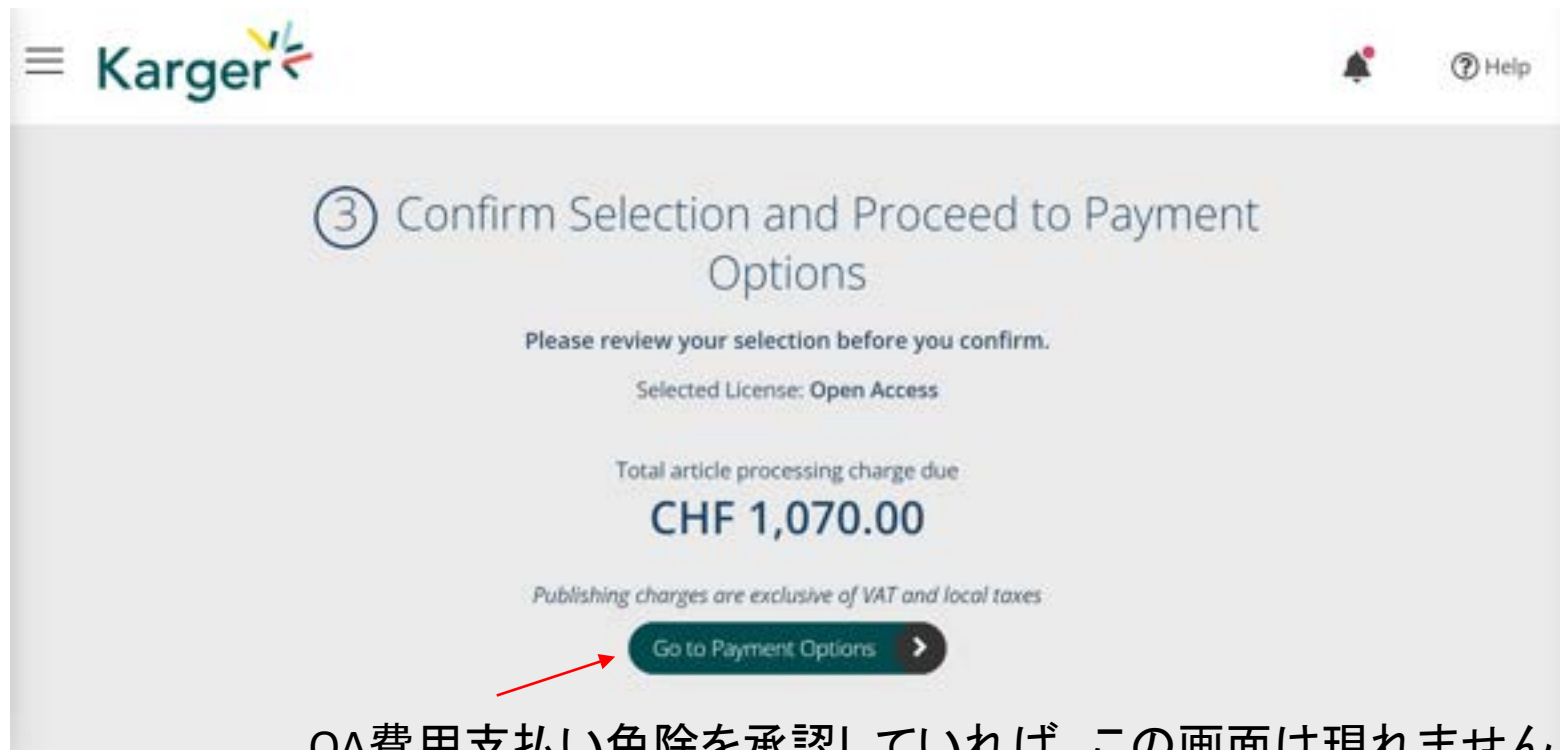 Karger
Help
3 Confirm Selection and Proceed to Payment
Options
Please review your selection before you confirm.
Selected License: Open Access
Total article processing charge due
CHF 1,070.00
Publishing charges are exclusive of VAT and local taxes
Go to Payment Options
OA費用支払い免除を承認していれば、この画面は現れません